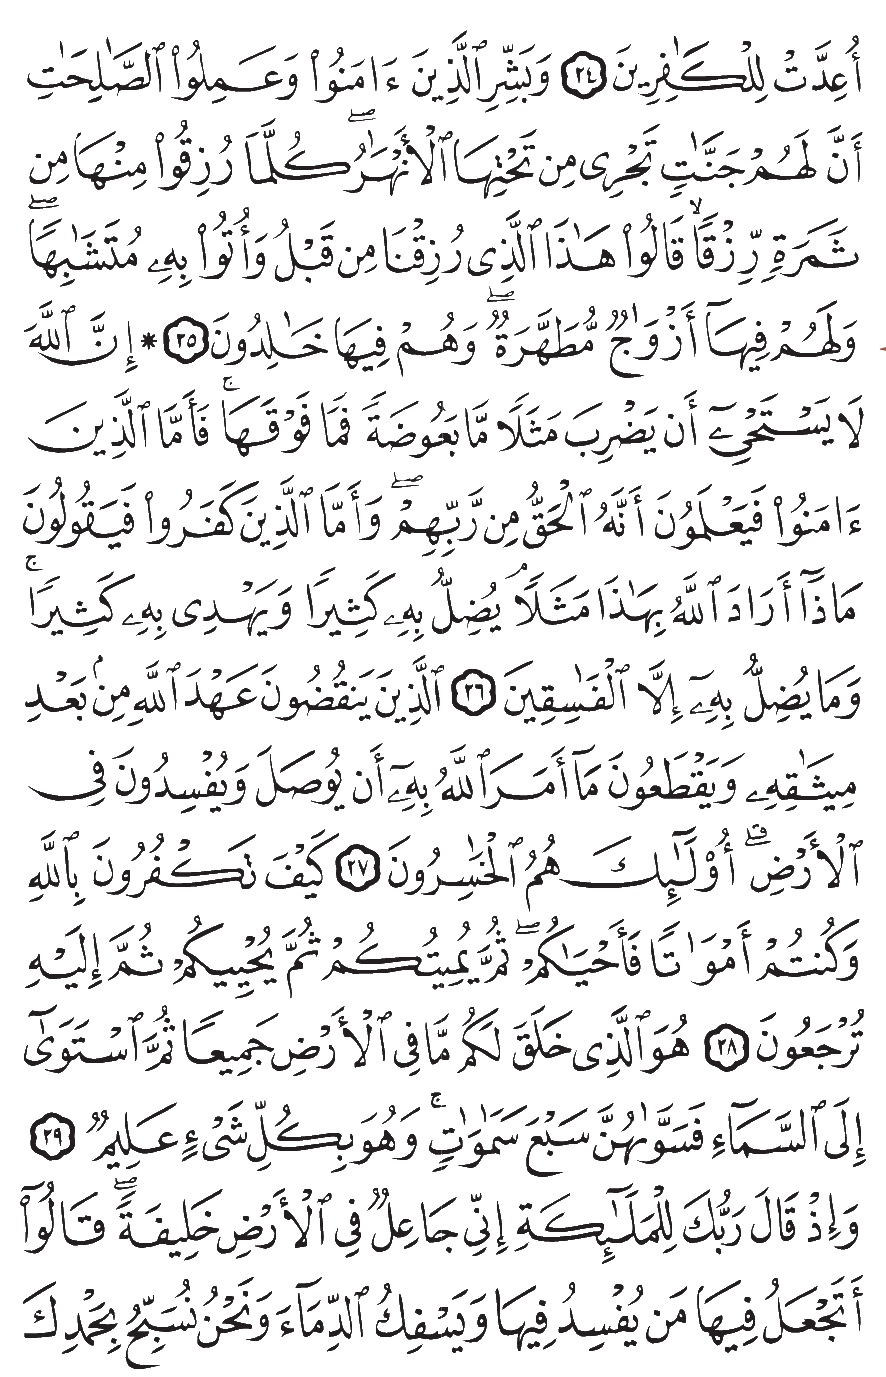 أُعِدَّتْ لِلْكَٰفِرِينَ ٢٤ وَبَشِّرِ ٱلَّذِينَ ءَامَنُوا۟ وَعَمِلُوا۟ ٱلصَّٰلِحَٰتِ
أَنَّ لَهُمْ جَنَّٰتٍ تَجْرِى مِن تَحْتِهَا ٱلْأَنْهَٰرُ ۖ كُلَّمَا رُزِقُوا۟ مِنْهَا مِن
ثَمَرَةٍ رِّزْقًا ۙ قَالُوا۟ هَٰذَا ٱلَّذِى رُزِقْنَا مِن قَبْلُ وَأُتُوا۟ بِهِۦ مُتَشَٰبِهًا ۖ
وَلَهُمْ فِيهَآ أَزْوَٰجٌ مُّطَهَّرَةٌ ۖ وَهُمْ فِيهَا خَٰلِدُونَ ٢٥ * إِنَّ ٱللَّهَ
لَا يَسْتَحْىِۦٓ أَن يَضْرِبَ مَثَلًا مَّا بَعُوضَةً فَمَا فَوْقَهَا ۚ فَأَمَّا ٱلَّذِينَ
ءَامَنُوا۟ فَيَعْلَمُونَ أَنَّهُ ٱلْحَقُّ مِن رَّبِّهِمْ ۖ وَأَمَّا ٱلَّذِينَ كَفَرُوا۟ فَيَقُولُونَ
مَاذَآ أَرَادَ ٱللَّهُ بِهَٰذَا مَثَلًا ۘ يُضِلُّ بِهِۦ كَثِيرًا وَيَهْدِى بِهِۦ كَثِيرًا ۚ
وَمَا يُضِلُّ بِهِۦٓ إِلَّا ٱلْفَٰسِقِينَ ٢٦ ٱلَّذِينَ يَنقُضُونَ عَهْدَ ٱللَّهِ مِنۢ بَعْدِ
مِيثَٰقِهِۦ وَيَقْطَعُونَ مَآ أَمَرَ ٱللَّهُ بِهِۦٓ أَن يُوصَلَ وَيُفْسِدُونَ فِى
ٱلْأَرْضِ ۚ أُو۟لَٰٓئِكَ هُمُ ٱلْخَٰسِرُونَ ٢٧ كَيْفَ تَكْفُرُونَ بِٱللَّهِ
وَكُنتُمْ أَمْوَٰتًا فَأَحْيَٰكُمْ ۖ ثُمَّ يُمِيتُكُمْ ثُمَّ يُحْيِيكُمْ ثُمَّ إِلَيْهِ
تُرْجَعُونَ ٢٨ هُوَ ٱلَّذِى خَلَقَ لَكُم مَّا فِى ٱلْأَرْضِ جَمِيعًا ثُمَّ ٱسْتَوَىٰٓ
إِلَى ٱلسَّمَآءِ فَسَوَّىٰهُنَّ سَبْعَ سَمَٰوَٰتٍ ۚ وَهُوَ بِكُلِّ شَىْءٍ عَلِيمٌ ٢٩
وَإِذْ قَالَ رَبُّكَ لِلْمَلَٰٓئِكَةِ إِنِّى جَاعِلٌ فِى ٱلْأَرْضِ خَلِيفَةً ۖ قَالُوٓا۟
أَتَجْعَلُ فِيهَا مَن يُفْسِدُ فِيهَا وَيَسْفِكُ ٱلدِّمَآءَ وَنَحْنُ نُسَبِّحُ بِحَمْدِكَ